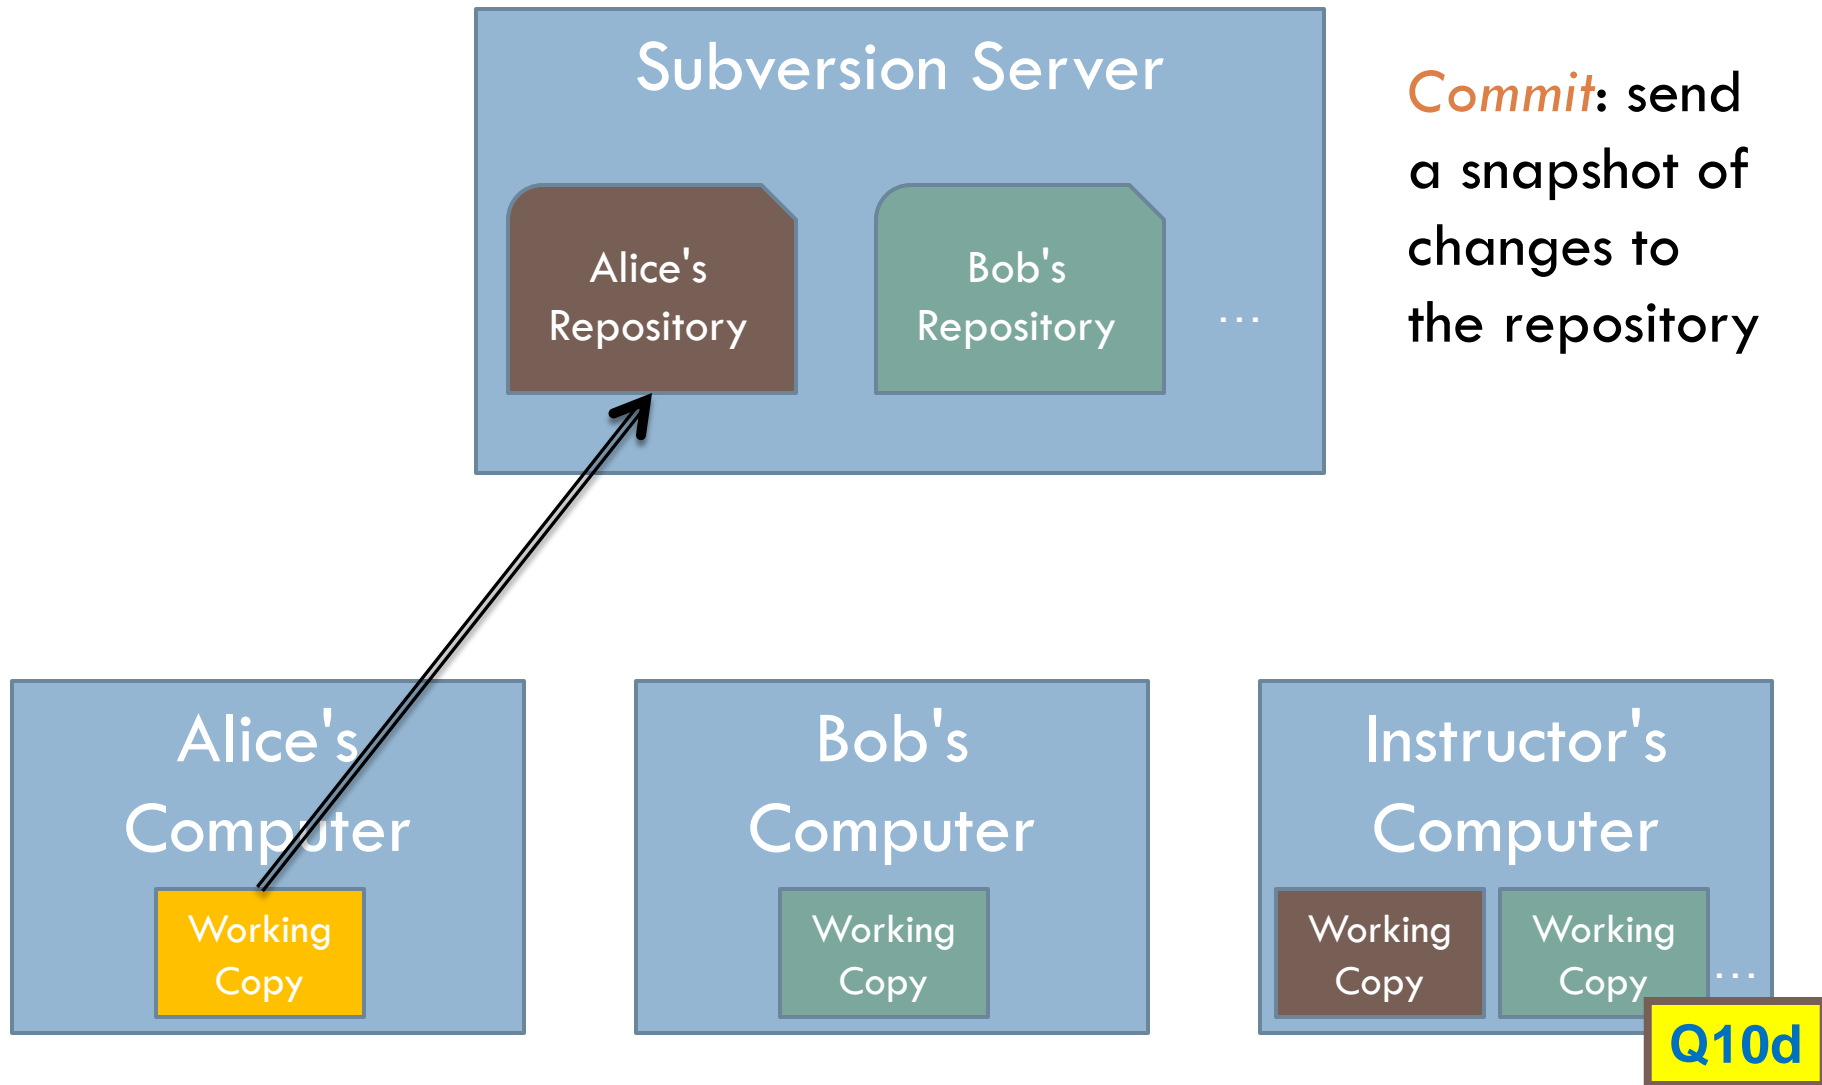 Subversion Server
Commit: send
a snapshot of
changes to
the repository
Alice's
Repository
Bob's
Repository
...
Alice's
Computer
Working
Copy
Bob's
Computer
Working
Copy
Instructor's
Computer
Working
Copy
Working
Copy
...
Q10d